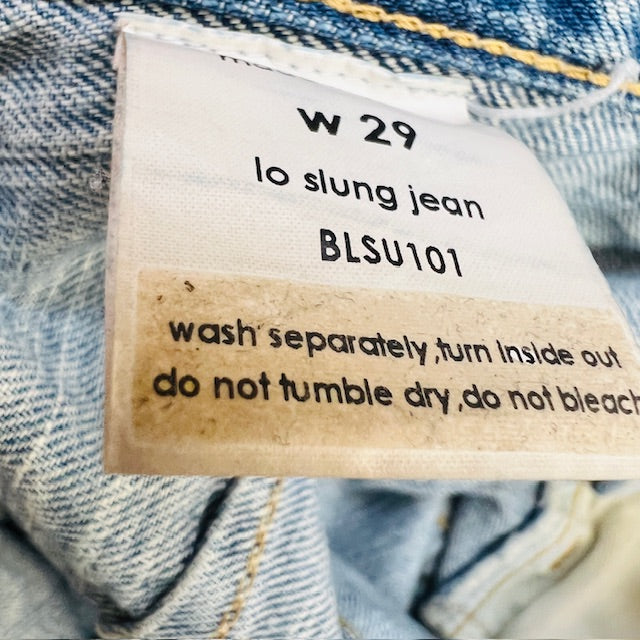 W 29
lo slung jean
BLSU101
wash separately,turn inside out
do not tumble dry,do not bleach